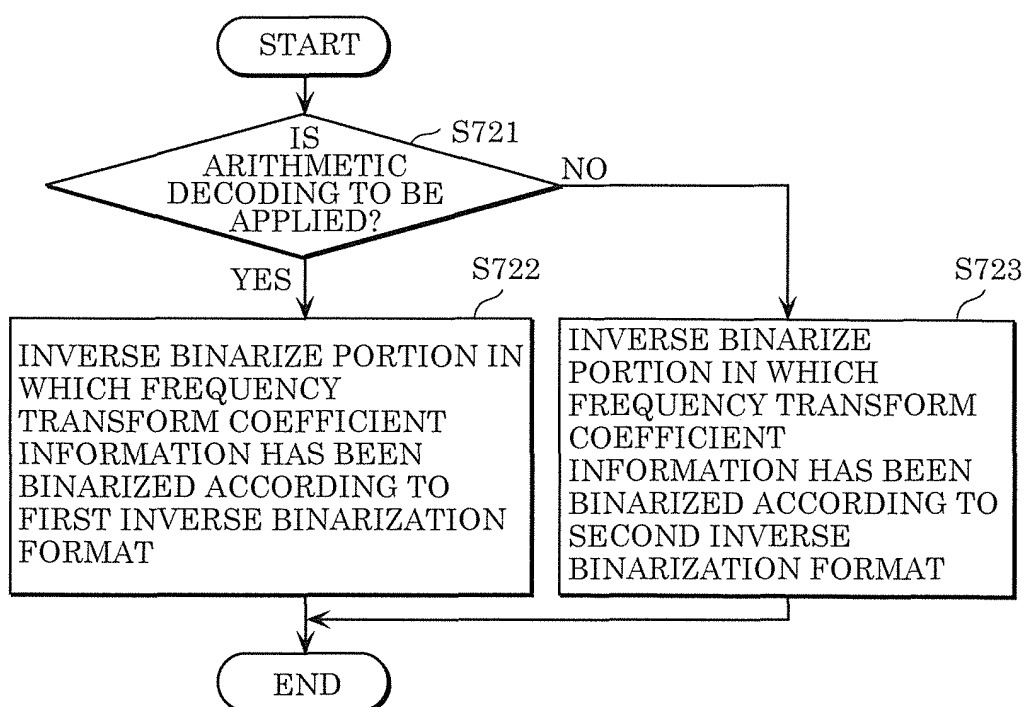 START
S721
IS
ARITHMETIC
DECODING TO BE
APPLIED?
NO
YES
S722
INVERSE BINARIZE PORTION IN
WHICH FREQUENCY
TRANSFORM COEFFICIENT
INFORMATION HAS BEEN
BINARIZED ACCORDING TO
FIRST INVERSE BINARIZATION
FORMAT
S723
INVERSE BINARIZE
PORTION IN WHICH
FREQUENCY TRANSFORM
COEFFICIENT
INFORMATION HAS BEEN
BINARIZED ACCORDING TO
SECOND INVERSE
BINARIZATION FORMAT
END